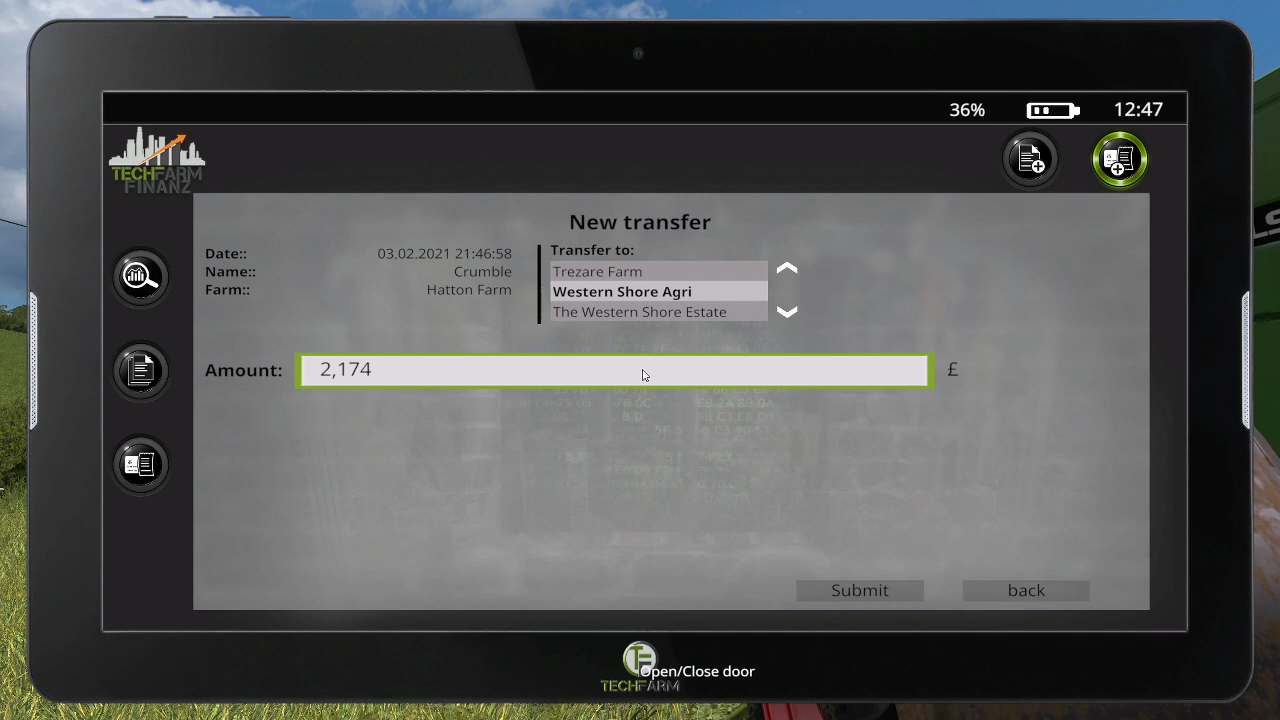 36% 12:47
TECHFARM
FINANZ
New transfer
Date:: 03.02.2021 21:46:58
Name:: Crumble
Farm:: Hatton Farm
Transfer to:
Trezare Farm
Western Shore Agri
The Western Shore Estate
Amount: 2,174 £
Submit back
Open/Close door
TECHFARM